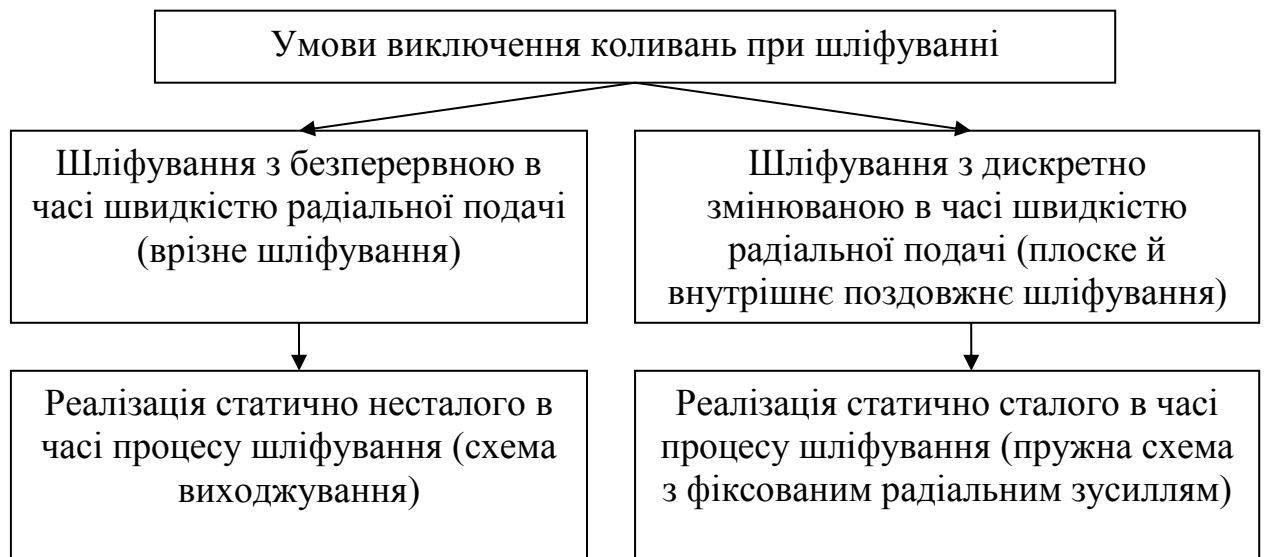 Умови виключення коливань при шліфуванні
Шліфування з безперервною в
часі швидкістю радіальної подачі
(врізне шліфування)
Шліфування з дискретно
змінюваною в часі швидкістю
радіальної подачі (плоске й
внутрішнє поздовжнє шліфування)
Реалізація статично несталого в
часі процесу шліфування (схема
виходжування)
Реалізація статично сталого в часі
процесу шліфування (пружна схема
з фіксованим радіальним зусиллям)